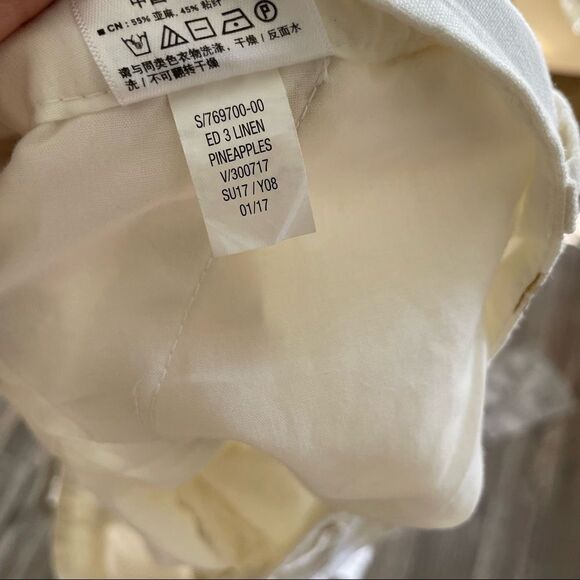 ■ CN : 55% 亚麻, 45% 粘纤
P
请与同类色衣物洗涤, 干燥 / 反面水
洗 / 不可翻转干燥
S/769700-00
ED 3 LINEN
PINEAPPLES
V/300717
SU17 / Y08
01/17